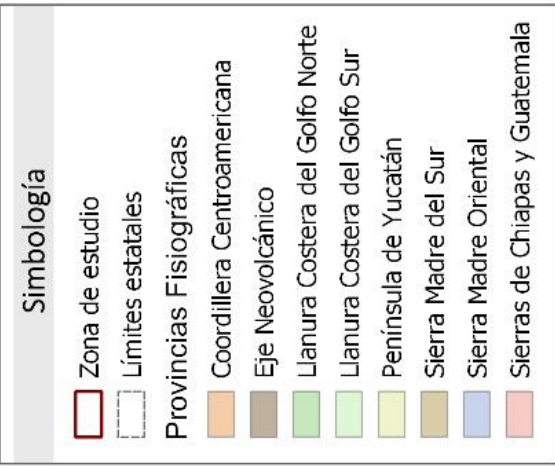 Simbología
Zona de estudio
Límites estatales
Provincias Fisiográficas
Coordillera Centroamericana
Eje Neovolcánico
Llanura Costera del Golfo Norte
Llanura Costera del Golfo Sur
Península de Yucatán
Sierra Madre del Sur
Sierra Madre Oriental
Sierras de Chiapas y Guatemala